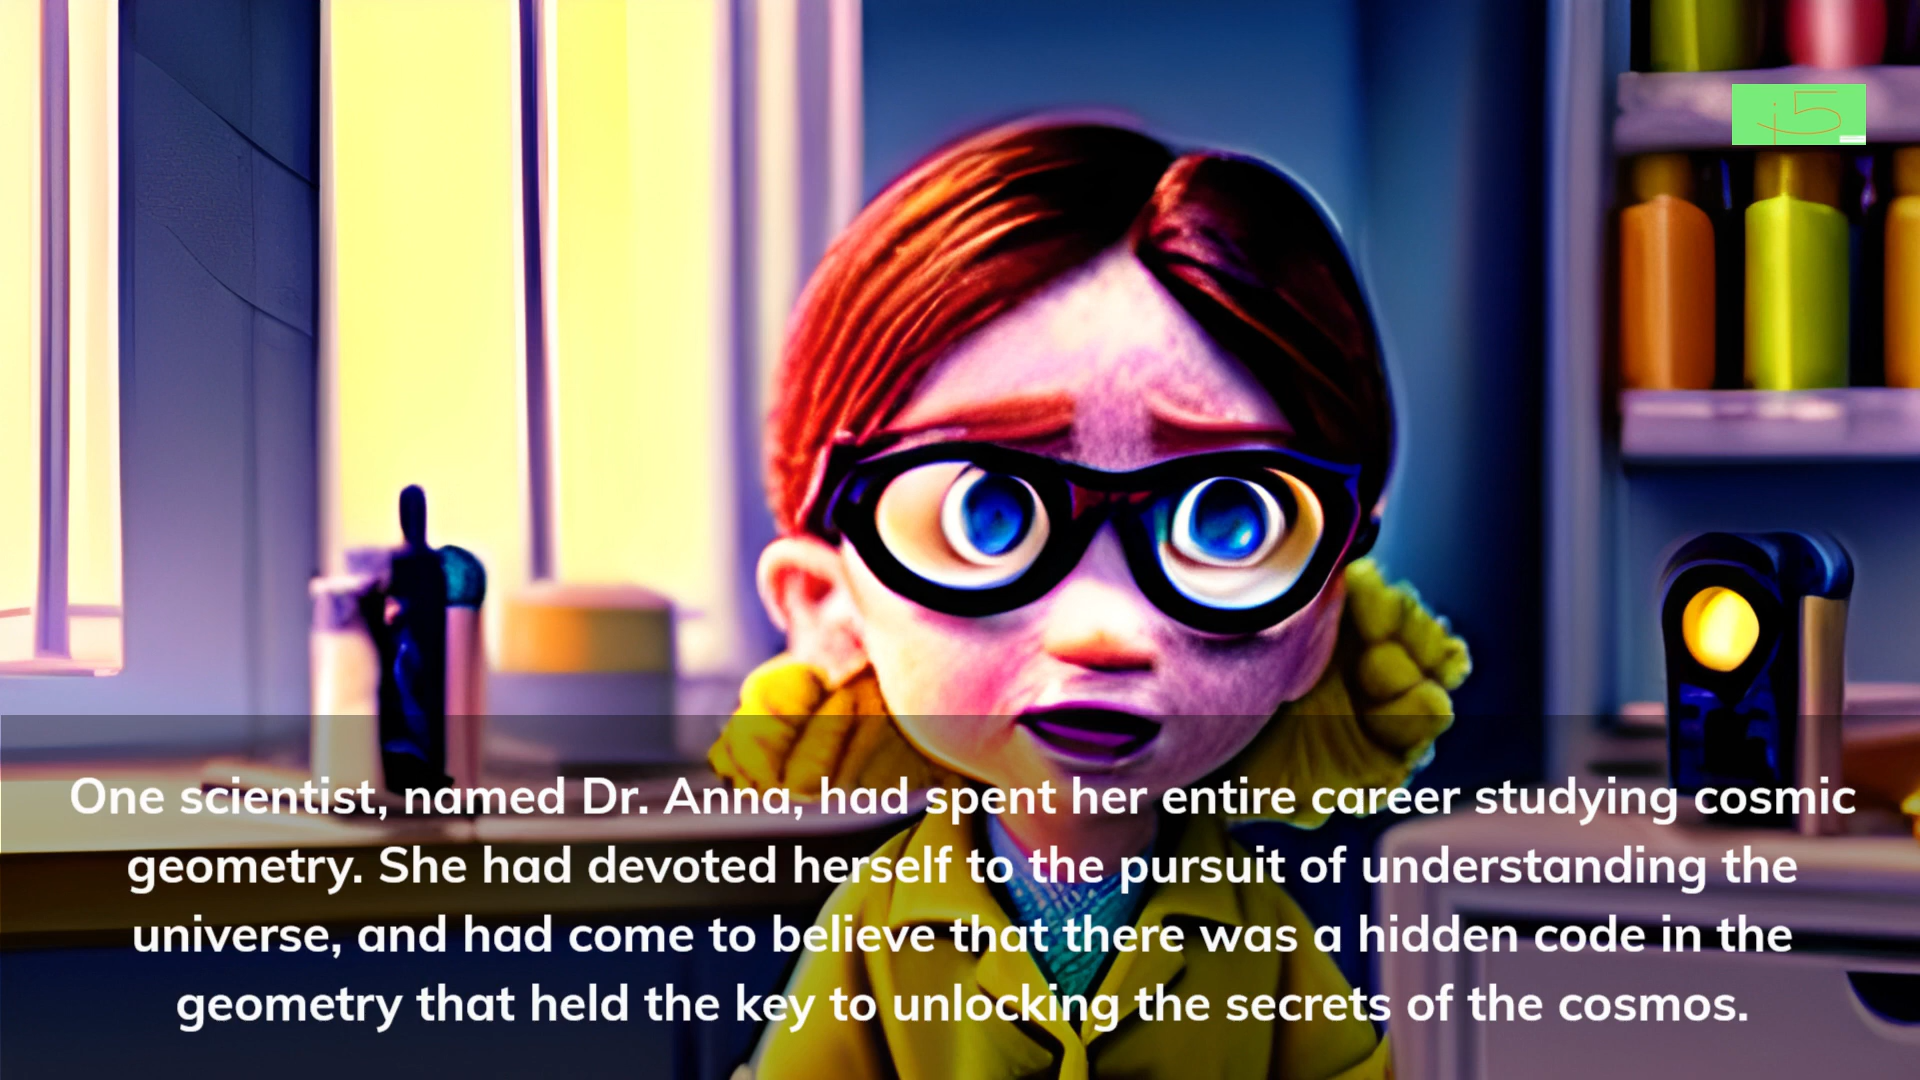 i5
One scientist, named Dr. Anna, had spent her entire career studying cosmic
geometry. She had devoted herself to the pursuit of understanding the
universe, and had come to believe that there was a hidden code in the
geometry that held the key to unlocking the secrets of the cosmos.